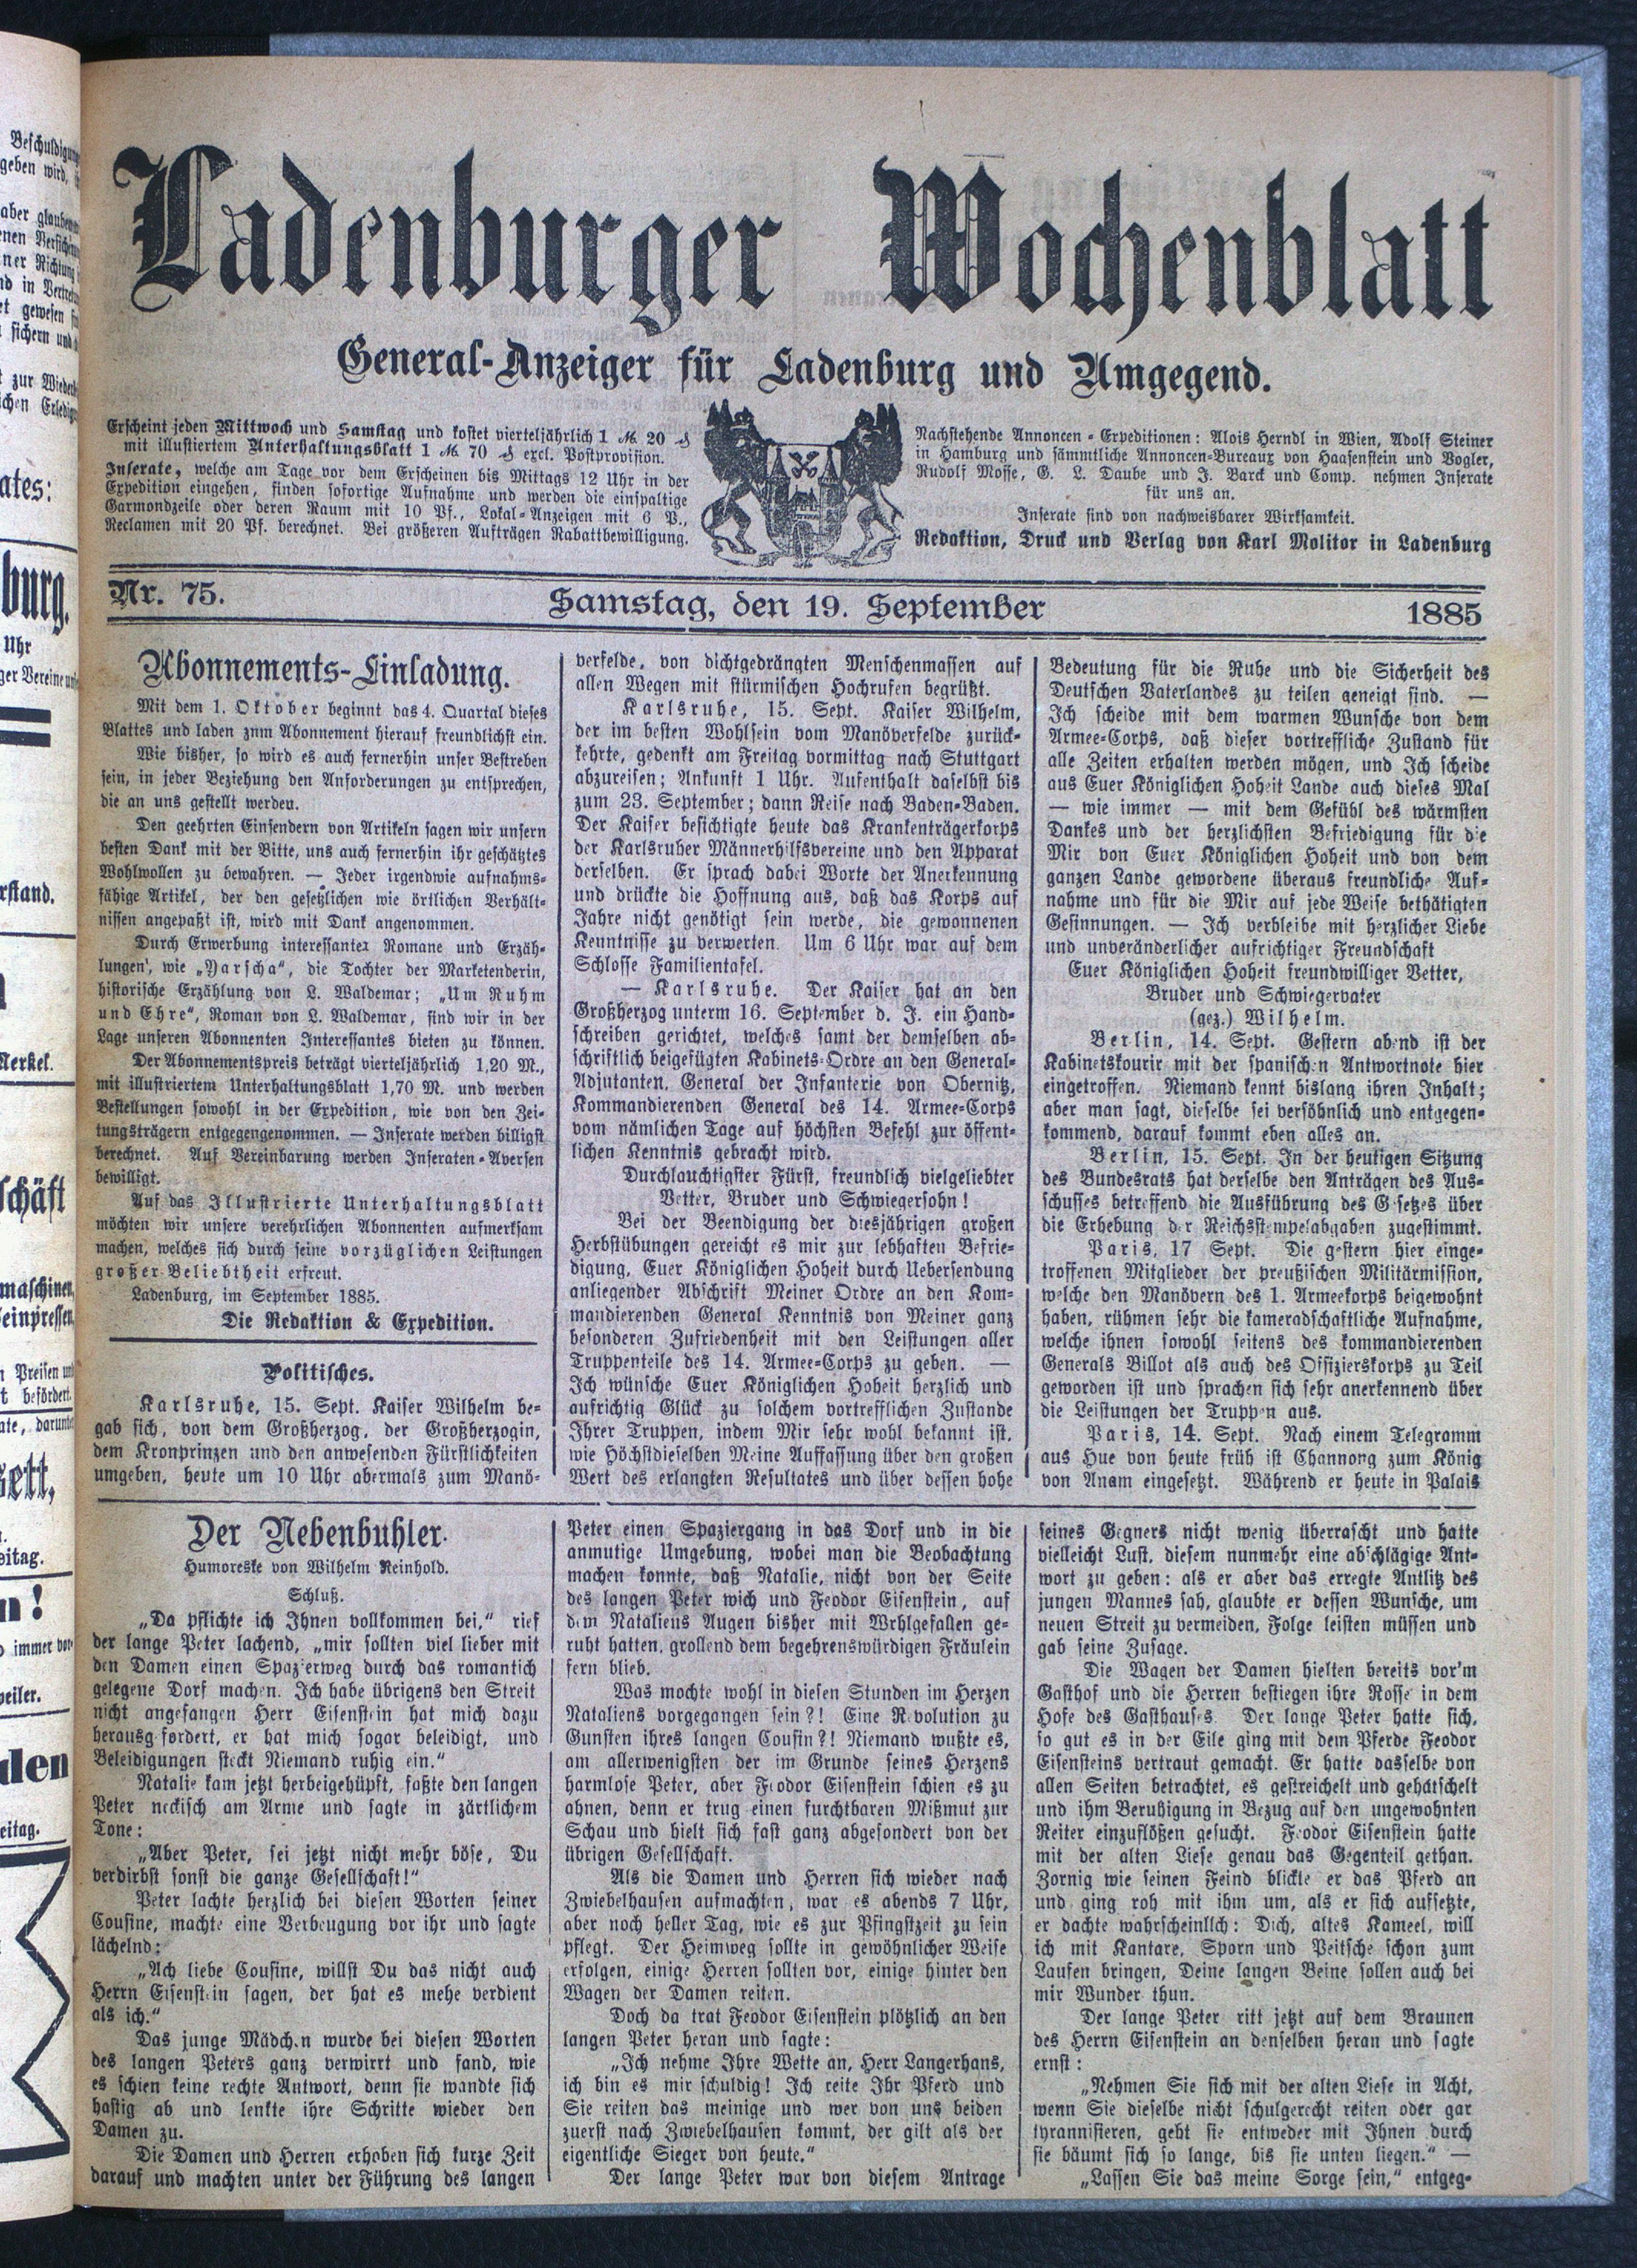 Ladenburger Wochenblatt
General-Anzeiger für Ladenburg und Umgegend.
Erscheint jeden Mittwoch und Samstag und kostet vierteljährlich 1 M. 20 ₰
mit illustriertem Unterhaltungsblatt 1 M. 70 ₰ excl. Postprovision.
Inserate, welche am Tage vor dem Erscheinen bis Mittags 12 Uhr in der
Expedition eingehen, finden sofortige Aufnahme und werden die einspaltige
Garmondzeile oder deren Raum mit 10 Pf., Lokal-Anzeigen mit 6 P.,
Reclamen mit 20 Pf. berechnet. Bei größeren Aufträgen Rabattbewilligung.
Nachstehende Annoncen-Expeditionen: Alois Herndl in Wien, Adolf Steiner
in Hamburg und sämmtliche Annoncen-Bureaux von Haasenstein und Vogler,
Rudolf Mosse, G. L. Daube und J. Barck und Comp. nehmen Inserate
für uns an.
Inserate sind von nachweisbarer Wirksamkeit.
Redaktion, Druck und Verlag von Karl Molitor in Ladenburg
Nr. 75. Samstag, den 19. September 1885
Abonnements-Einladung.
Mit dem 1. Oktober beginnt das 4. Quartal dieses
Blattes und laden znm Abonnement hierauf freundlichst ein.
Wie bisher, so wird es auch fernerhin unser Bestreben
sein, in jeder Beziehung den Anforderungen zu entsprechen,
die an uns gestellt werden.
Den geehrten Einsendern von Artikeln sagen wir unsern
besten Dank mit der Bitte, uns auch fernerhin ihr geschätztes
Wohlwollen zu bewahren. — Jeder irgendwie aufnahms-
fähige Artikel, der den gesetzlichen wie örtlichen Verhält-
nissen angepaßt ist, wird mit Dank angenommen.
Durch Erwerbung interessanter Romane und Erzäh-
lungen, wie „Yarscha“, die Tochter der Marketenderin,
historische Erzählung von L. Waldemar; „Um Ruhm
und Ehre“, Roman von L. Waldemar, sind wir in der
Lage unseren Abonnenten Interessantes bieten zu können.
Der Abonnementspreis beträgt vierteljährlich 1,20 M.,
mit illustriertem Unterhaltungsblatt 1,70 M. und werden
Bestellungen sowohl in der Expedition, wie von den Zei-
tungsträgern entgegengenommen. — Inserate werden billigst
berechnet. Auf Vereinbarung werden Inseraten-Aversen
bewilligt.
Auf das Illustrierte Unterhaltungsblatt
möchten wir unsere verehrlichen Abonnenten aufmerksam
machen, welches sich durch seine vorzüglichen Leistungen
großer Beliebtheit erfreut.
Ladenburg, im September 1885.
Die Redaktion & Expedition.
Politisches.
Karlsruhe, 15. Sept. Kaiser Wilhelm be-
gab sich, von dem Großherzog, der Großherzogin,
dem Kronprinzen und den anwesenden Fürstlichkeiten
umgeben, heute um 10 Uhr abermals zum Manö-
verfelde, von dichtgedrängten Menschenmassen auf
allen Wegen mit stürmischen Hochrufen begrüßt.
Karlsruhe, 15. Sept. Kaiser Wilhelm,
der im besten Wohlsein vom Manöverfelde zurück-
kehrte, gedenkt am Freitag vormittag nach Stuttgart
abzureisen; Ankunft 1 Uhr. Aufenthalt daselbst bis
zum 23. September; dann Reise nach Baden-Baden.
Der Kaiser besichtigte heute das Krankenträgerkorps
der Karlsruher Männerhilfsvereine und den Apparat
derselben. Er sprach dabei Worte der Anerkennung
und drückte die Hoffnung aus, daß das Korps auf
Jahre nicht genötigt sein werde, die gewonnenen
Kenntnisse zu verwerten. Um 6 Uhr war auf dem
Schlosse Familientafel.
— Karlsruhe. Der Kaiser hat an den
Großherzog unterm 16. September d. J. ein Hand-
schreiben gerichtet, welches samt der demselben ab-
schriftlich beigefügten Kabinets-Ordre an den General-
Adjutanten, General der Infanterie von Obernitz,
Kommandierenden General des 14. Armee-Corps
vom nämlichen Tage auf höchsten Befehl zur öffent-
lichen Kenntnis gebracht wird.
Durchlauchtigster Fürst, freundlich vielgeliebter
Vetter, Bruder und Schwiegersohn!
Bei der Beendigung der diesjährigen großen
Herbstübungen gereicht es mir zur lebhaften Befrie-
digung, Euer Königlichen Hoheit durch Uebersendung
anliegender Abschrift Meiner Ordre an den Kom-
mandierenden General Kenntnis von Meiner ganz
besonderen Zufriedenheit mit den Leistungen aller
Truppenteile des 14. Armee-Corps zu geben. —
Ich wünsche Euer Königlichen Hoheit herzlich und
aufrichtig Glück zu solchem vortrefflichen Zustande
Ihrer Truppen, indem Mir sehr wohl bekannt ist,
wie Höchstdieselben Meine Auffassung über den großen
Wert des erlangten Resultates und über dessen hohe
Bedeutung für die Ruhe und die Sicherheit des
Deutschen Vaterlandes zu teilen geneigt sind. —
Ich scheide mit dem warmen Wunsche von dem
Armee-Corps, daß dieser vortreffliche Zustand für
alle Zeiten erhalten werden mögen, und Ich scheide
aus Euer Königlichen Hoheit Lande auch dieses Mal
— wie immer — mit dem Gefühl des wärmsten
Dankes und der herzlichsten Befriedigung für die
Mir von Euer Königlichen Hoheit und von dem
ganzen Lande gewordene überaus freundliche Auf-
nahme und für die Mir auf jede Weise bethätigten
Gesinnungen. — Ich verbleibe mit herzlicher Liebe
und unveränderlicher aufrichtiger Freundschaft
Euer Königlichen Hoheit freundwilliger Vetter,
Bruder und Schwiegervater
(gez.) Wilhelm.
Berlin, 14. Sept. Gestern abend ist der
Kabinetskourir mit der spanischen Antwortnote hier
eingetroffen. Niemand kennt bislang ihren Inhalt;
aber man sagt, dieselbe sei versöhnlich und entgegen-
kommend, darauf kommt eben alles an.
Berlin, 15. Sept. In der heutigen Sitzung
des Bundesrats hat derselbe den Anträgen des Aus-
schusses betreffend die Ausführung des Gesetzes über
die Erhebung der Reichsstempelabgaben zugestimmt.
Paris, 17 Sept. Die gestern hier einge-
troffenen Mitglieder der preußischen Militärmission,
welche den Manövern des 1. Armeekorps beigewohnt
haben, rühmen sehr die kameradschaftliche Aufnahme,
welche ihnen sowohl seitens des kommandierenden
Generals Billot als auch des Offizierskorps zu Teil
geworden ist und sprachen sich sehr anerkennend über
die Leistungen der Truppen aus.
Paris, 14. Sept. Nach einem Telegramm
aus Hue von heute früh ist Channong zum König
von Anam eingesetzt. Während er heute in Palais
Der Nebenbuhler.
Humoreske von Wilhelm Reinhold.
Schluß.
„Da pflichte ich Ihnen vollkommen bei,“ rief
der lange Peter lachend, „mir sollten viel lieber mit
den Damen einen Spazierweg durch das romantich
gelegene Dorf machen. Ich habe übrigens den Streit
nicht angefangen Herr Eisenstein hat mich dazu
herausgefordert, er hat mich sogar beleidigt, und
Beleidigungen steckt Niemand ruhig ein.“
Natalie kam jetzt herbeigehüpft, faßte den langen
Peter neckisch am Arme und sagte in zärtlichem
Tone:
„Aber Peter, sei jetzt nicht mehr böse, Du
verdirbst sonst die ganze Gesellschaft!“
Peter lachte herzlich bei diesen Worten seiner
Cousine, machte eine Verbeugung vor ihr und sagte
lächelnd:
„Ach liebe Cousine, willst Du das nicht auch
Herrn Eisenstein sagen, der hat es mehe verdient
als ich.“
Das junge Mädchen wurde bei diesen Worten
des langen Peters ganz verwirrt und fand, wie
es schien keine rechte Antwort, denn sie wandte sich
hastig ab und lenkte ihre Schritte wieder den
Damen zu.
Die Damen und Herren erhoben sich kurze Zeit
darauf und machten unter der Führung des langen
Peter einen Spaziergang in das Dorf und in die
anmutige Umgebung, wobei man die Beobachtung
machen konnte, daß Natalie, nicht von der Seite
des langen Peter wich und Feodor Eisenstein, auf
dem Nataliens Augen bisher mit Wohlgefallen ge-
ruht hatten, grollend dem begehrenswürdigen Fräulein
fern blieb.
Was mochte wohl in diesen Stunden im Herzen
Nataliens vorgegangen sein?! Eine Revolution zu
Gunsten ihres langen Cousin?! Niemand wußte es,
am allerwenigsten der im Grunde seines Herzens
harmlose Peter, aber Feodor Eisenstein schien es zu
ahnen, denn er trug einen furchtbaren Mißmut zur
Schau und hielt sich fast ganz abgesondert von der
übrigen Gesellschaft.
Als die Damen und Herren sich wieder nach
Zwiebelhausen aufmachten, war es abends 7 Uhr,
aber noch heller Tag, wie es zur Pfingstzeit zu sein
pflegt. Der Heimweg sollte in gewöhnlicher Weise
erfolgen, einige Herren sollten vor, einige hinter den
Wagen der Damen reiten.
Doch da trat Feodor Eisenstein plötzlich an den
langen Peter heran und sagte:
„Ich nehme Ihre Wette an, Herr Langerhans,
ich bin es mir schuldig! Ich reite Ihr Pferd und
Sie reiten das meinige und wer von uns beiden
zuerst nach Zwiebelhausen kommt, der gilt als der
eigentliche Sieger von heute.“
Der lange Peter war von diesem Antrage
seines Gegners nicht wenig überrascht und hatte
vielleicht Lust, diesem nunmehr eine abschlägige Ant-
wort zu geben: als er aber das erregte Antlitz des
jungen Mannes sah, glaubte er dessen Wunsche, um
neuen Streit zu vermeiden, Folge leisten müssen und
gab seine Zusage.
Die Wagen der Damen hielten bereits vor'm
Gasthof und die Herren bestiegen ihre Rosse in dem
Hofe des Gasthauses. Der lange Peter hatte sich,
so gut es in der Eile ging mit dem Pferde Feodor
Eisensteins vertraut gemacht. Er hatte dasselbe von
allen Seiten betrachtet, es gestreichelt und gehätschelt
und ihm Beruhigung in Bezug auf den ungewohnten
Reiter einzuflößen gesucht. Feodor Eisenstein hatte
mit der alten Liese genau das Gegenteil gethan.
Zornig wie seinen Feind blickte er das Pferd an
und ging roh mit ihm um, als er sich aufsetzte,
er dachte wahrscheinllch: Dich, altes Kameel, will
ich mit Kantare, Sporn und Peitsche schon zum
Laufen bringen, Deine langen Beine sollen auch bei
mir Wunder thun.
Der lange Peter ritt jetzt auf dem Braunen
des Herrn Eisenstein an denselben heran und sagte
ernst:
„Nehmen Sie sich mit der alten Liese in Acht,
wenn Sie dieselbe nicht schulgerecht reiten oder gar
tyrannisieren, geht sie entweder mit Ihnen durch
sie bäumt sich so lange, bis sie unten liegen.“ —
„Lassen Sie das meine Sorge sein,“ entgeg-